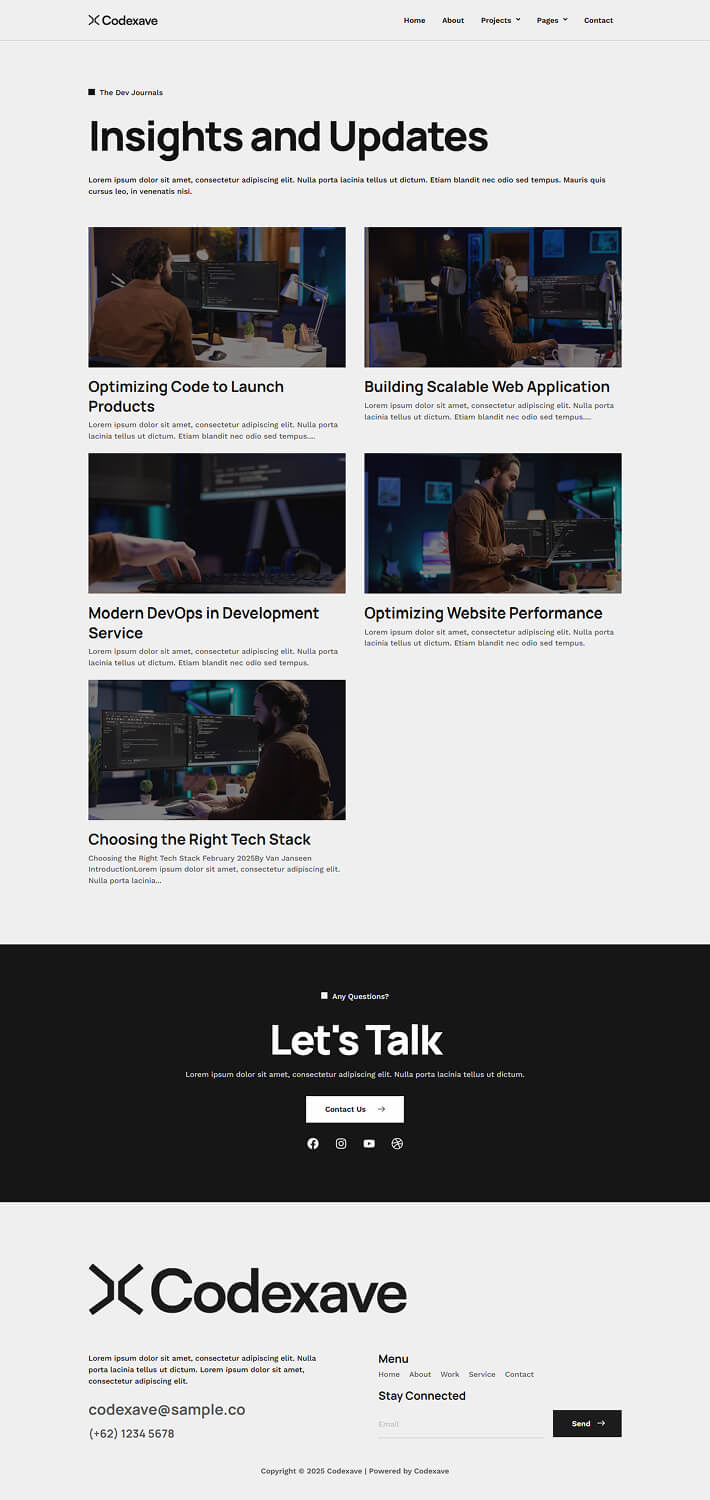 Codexave
Home About Projects Pages Contact
The Dev Journals
Insights and Updates
Lorem ipsum dolor sit amet, consectetur adipiscing elit. Nulla porta lacinia tellus ut dictum. Etiam blandit nec odio sed tempus. Mauris quis
cursus leo, in venenatis nisi.
Optimizing Code to Launch
Products
Lorem ipsum dolor sit amet, consectetur adipiscing elit. Nulla porta
lacinia tellus ut dictum. Etiam blandit nec odio sed tempus....
Building Scalable Web Application
Lorem ipsum dolor sit amet, consectetur adipiscing elit. Nulla porta
lacinia tellus ut dictum. Etiam blandit nec odio sed tempus....
Modern DevOps in Development
Service
Lorem ipsum dolor sit amet, consectetur adipiscing elit. Nulla porta
lacinia tellus ut dictum. Etiam blandit nec odio sed tempus.
Optimizing Website Performance
Lorem ipsum dolor sit amet, consectetur adipiscing elit. Nulla porta
lacinia tellus ut dictum. Etiam blandit nec odio sed tempus.
Choosing the Right Tech Stack
Choosing the Right Tech Stack February 2025By Van Janseen
IntroductionLorem ipsum dolor sit amet, consectetur adipiscing elit.
Nulla porta lacinia...
Any Questions?
Let's Talk
Lorem ipsum dolor sit amet, consectetur adipiscing elit. Nulla porta lacinia tellus ut dictum.
Contact Us
Codexave
Lorem ipsum dolor sit amet, consectetur adipiscing elit. Nulla tellus ut
porta lacinia tellus ut dictum. Lorem ipsum dolor sit amet,
consectetur adipiscing elit.
codexave@sample.co
(+62) 1234 5678
Menu
Home About Work Service Contact
Stay Connected
Email
Send
Copyright © 2025 Codexave | Powered by Codexave